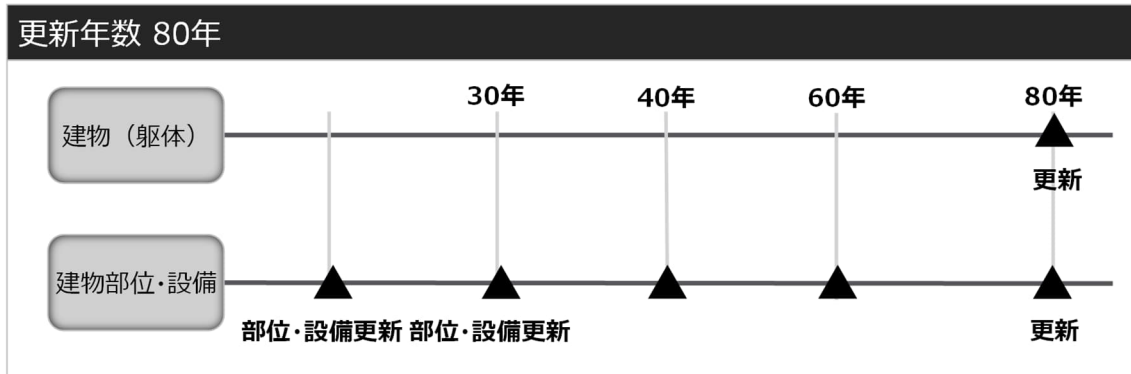 更新年数 80年
30年 40年 60年 80年
建物（躯体）
更新
建物部位･設備
部位･設備更新 部位･設備更新 更新